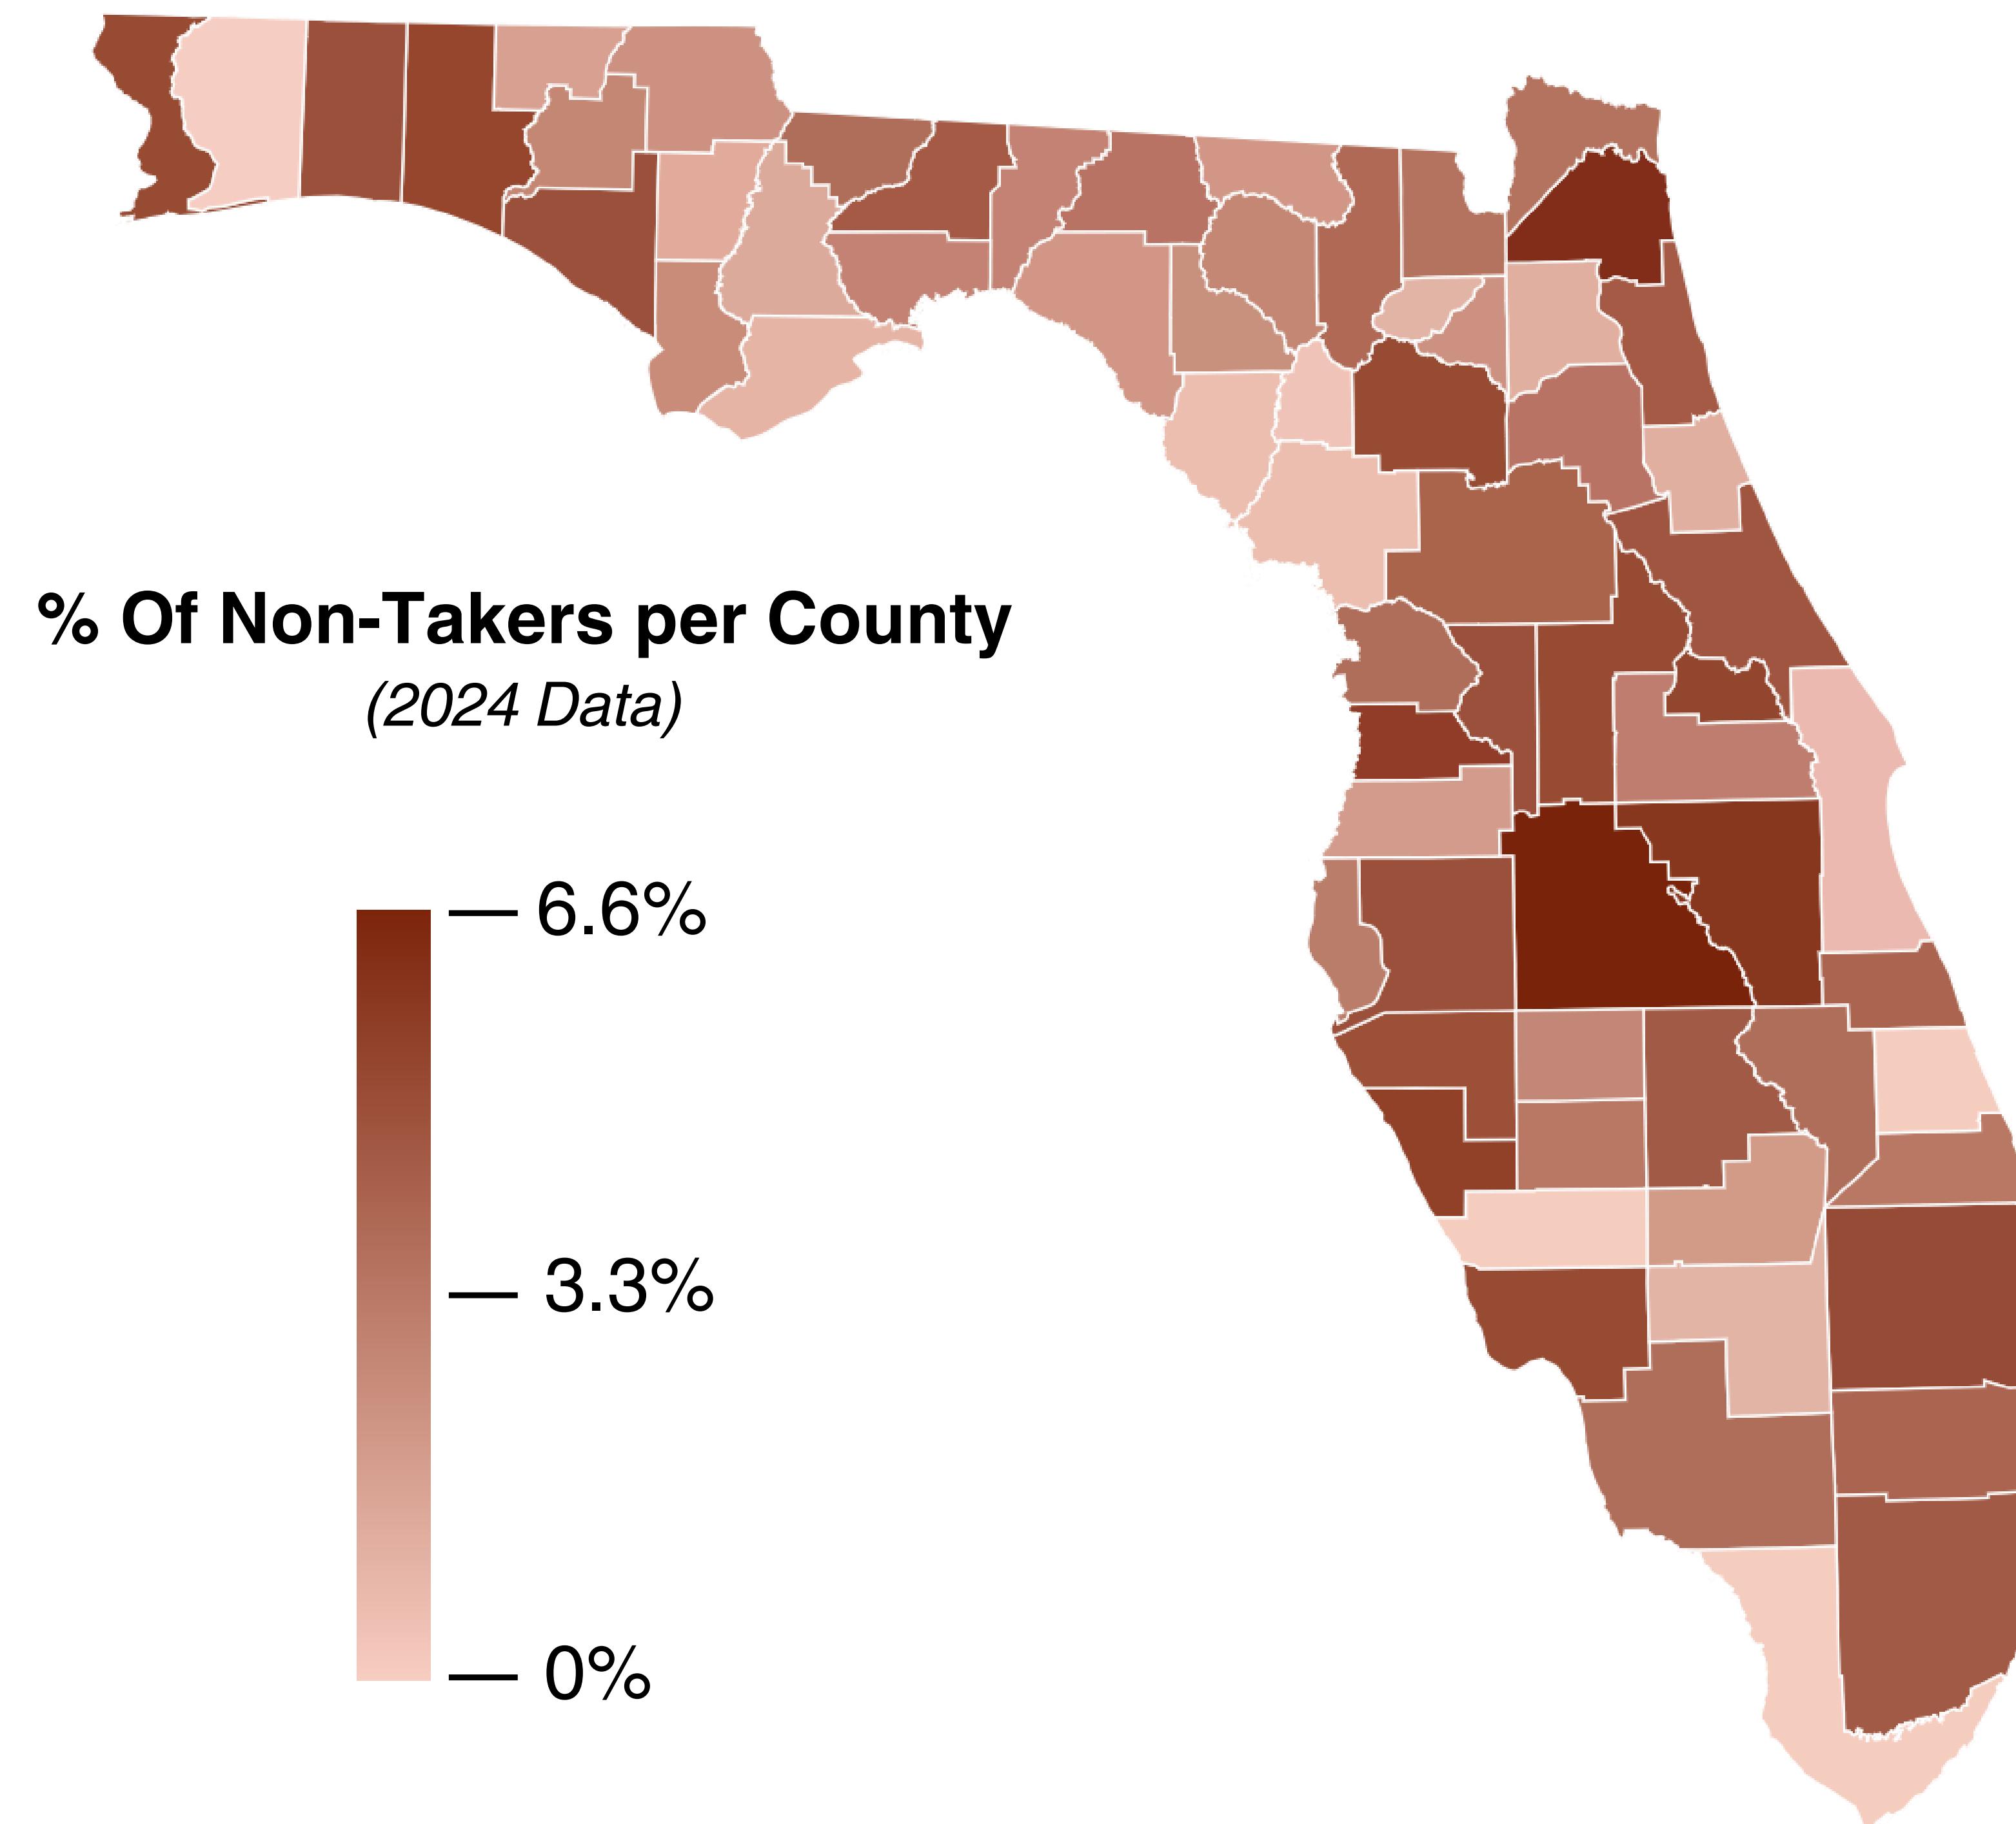 % Of Non-Takers per County
(2024 Data)
6.6%
3.3%
0%